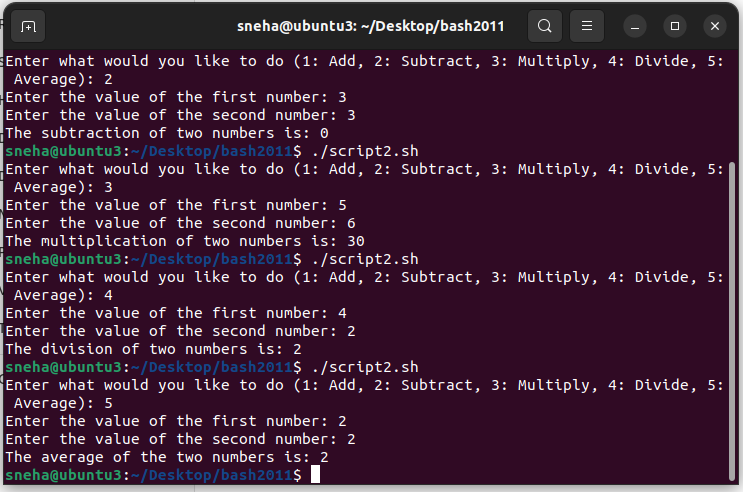 sneha@ubuntu3: ~/Desktop/bash2011
Enter what would you like to do (1: Add, 2: Subtract, 3: Multiply, 4: Divide, 5:
 Average): 2
Enter the value of the first number: 3
Enter the value of the second number: 3
The subtraction of two numbers is: 0
sneha@ubuntu3:~/Desktop/bash2011$ ./script2.sh
Enter what would you like to do (1: Add, 2: Subtract, 3: Multiply, 4: Divide, 5:
 Average): 3
Enter the value of the first number: 5
Enter the value of the second number: 6
The multiplication of two numbers is: 30
sneha@ubuntu3:~/Desktop/bash2011$ ./script2.sh
Enter what would you like to do (1: Add, 2: Subtract, 3: Multiply, 4: Divide, 5:
 Average): 4
Enter the value of the first number: 4
Enter the value of the second number: 2
The division of two numbers is: 2
sneha@ubuntu3:~/Desktop/bash2011$ ./script2.sh
Enter what would you like to do (1: Add, 2: Subtract, 3: Multiply, 4: Divide, 5:
 Average): 5
Enter the value of the first number: 2
Enter the value of the second number: 2
The average of the two numbers is: 2
sneha@ubuntu3:~/Desktop/bash2011$